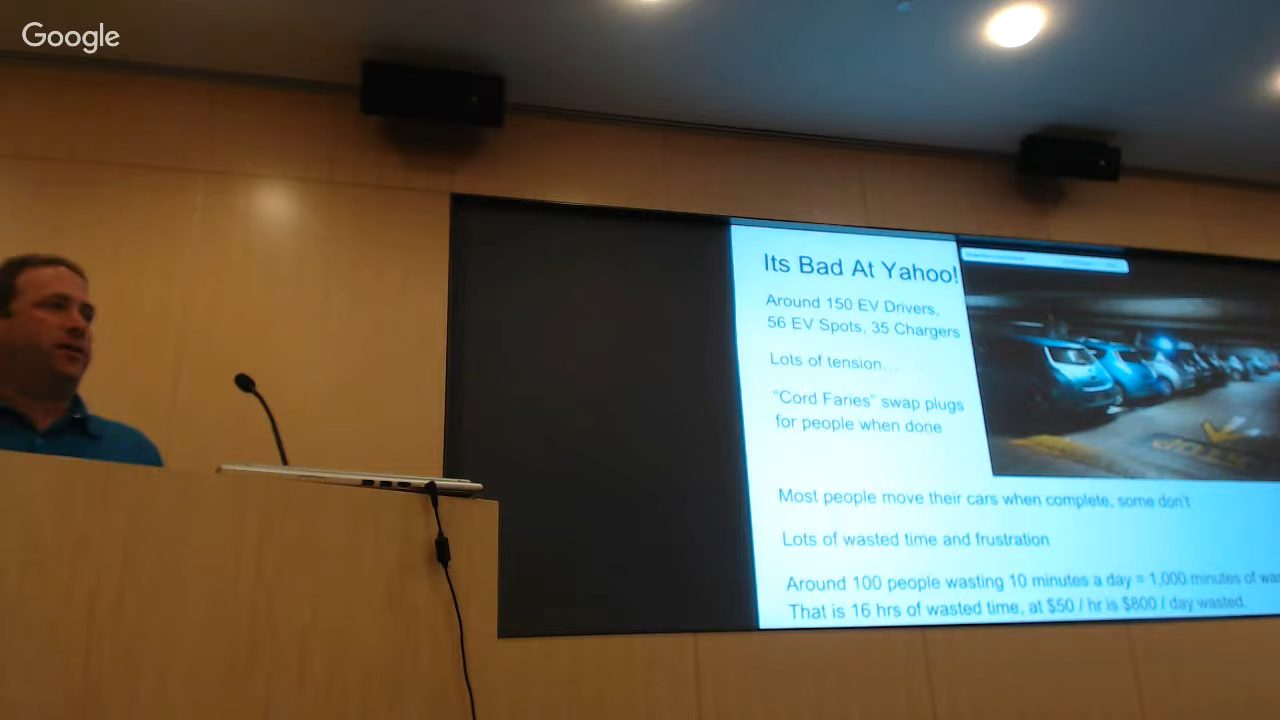 Google
Its Bad At Yahoo!
Around 150 EV Drivers,
56 EV Spots, 35 Chargers
Lots of tension...
“Cord Faries” swap plugs
for people when done
STOP
Most people move their cars when complete, some don't
Lots of wasted time and frustration
Around 100 people wasting 10 minutes a day = 1,000 minutes of
That is 16 hrs of wasted time, at $50 / hr is $800 / day wasted.